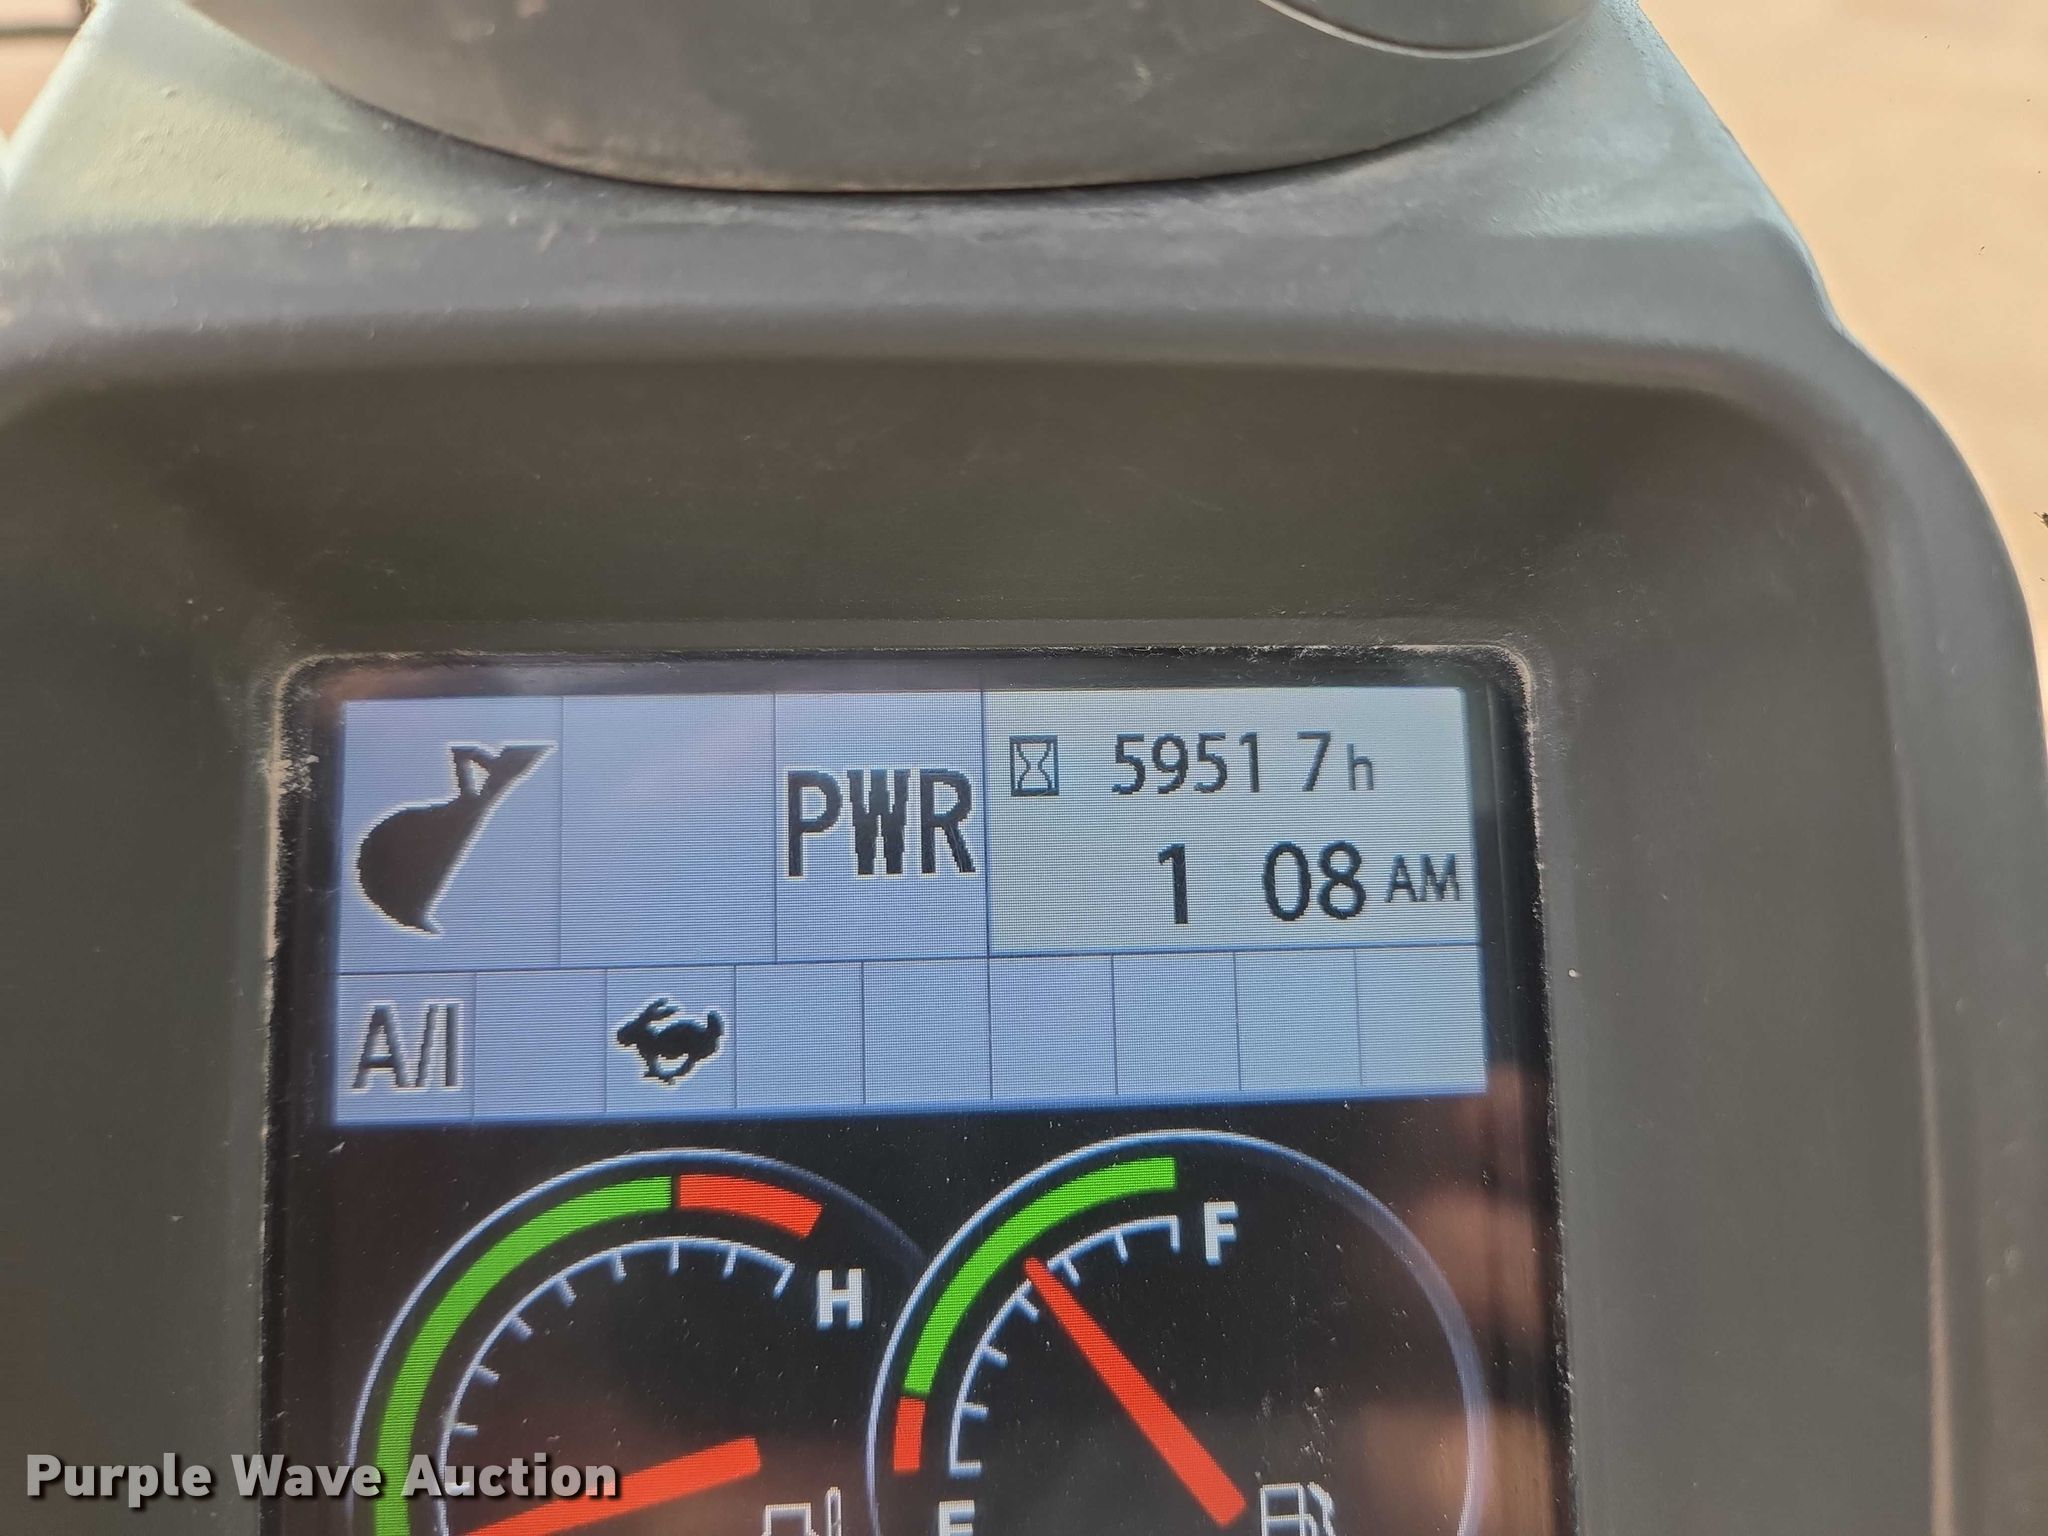 PWR
5951 7h
1 08 AM
A/I
H
F
E
Purple Wave Auction